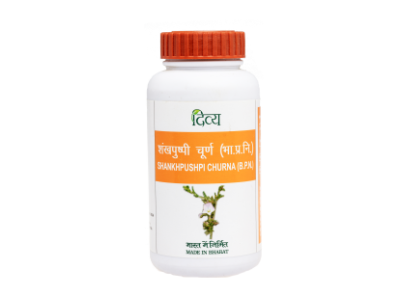 दिव्य
शंखपुष्पी चूर्ण (भा.प्र.नि.)
SHANKHPUSHPI CHURNA (B.P.N.)
भारत में निर्मित
MADE IN BHARAT